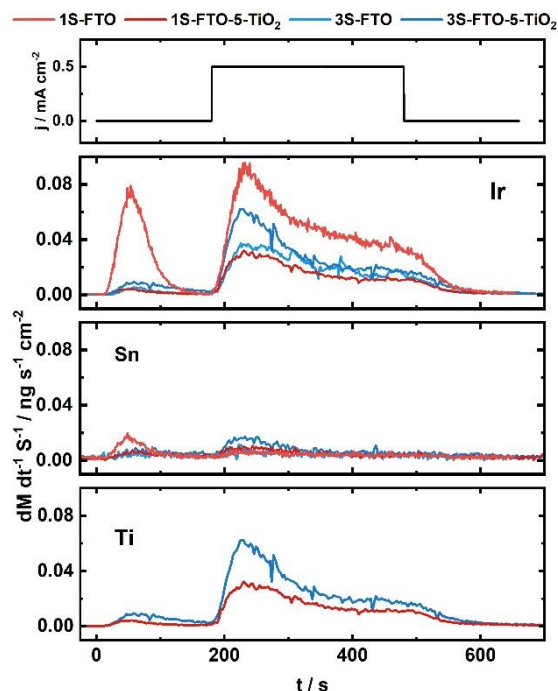 1S-FTO 1S-FTO-5-TiO₂ 3S-FTO 3S-FTO-5-TiO₂
j / mA cm⁻²
0.5
0.0
Ir
0.08
0.04
0.00
Sn
0.08
0.04
0.00
dM dt⁻¹ S⁻¹ / ng s⁻¹ cm⁻²
Ti
0.08
0.04
0.00
0 200 400 600
t / s